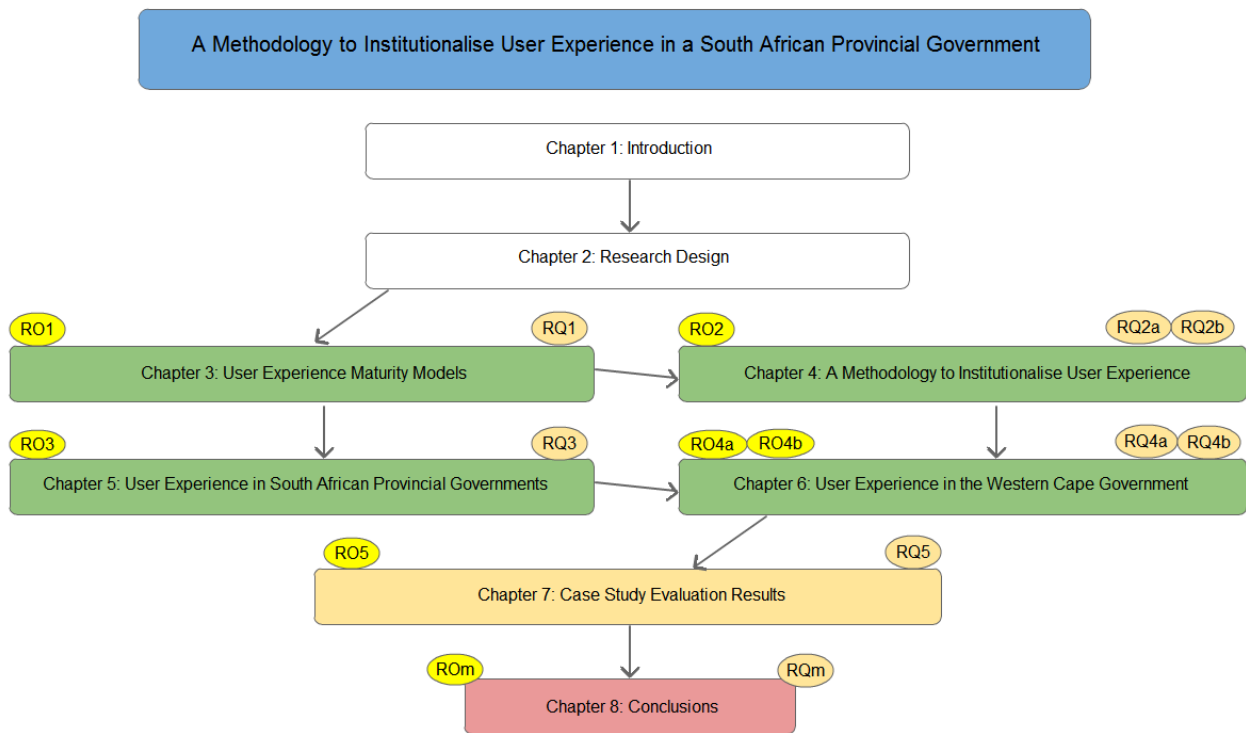 A Methodology to Institutionalise User Experience in a South African Provincial Government
Chapter 1: Introduction
Chapter 2: Research Design
RO1
RQ1
Chapter 3: User Experience Maturity Models
RO2
RQ2a
RQ2b
Chapter 4: A Methodology to Institutionalise User Experience
RO3
RQ3
Chapter 5: User Experience in South African Provincial Governments
RO4a
RO4b
RQ4a
RQ4b
Chapter 6: User Experience in the Western Cape Government
RO5
RQ5
Chapter 7: Case Study Evaluation Results
ROm
RQm
Chapter 8: Conclusions